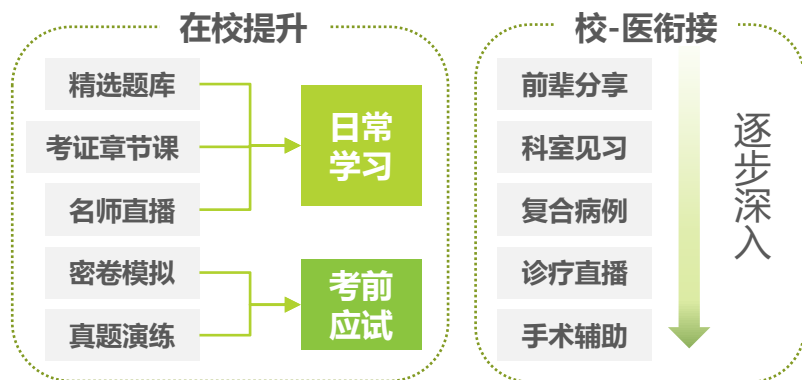 在校提升
精选题库
考证章节课
名师直播
密卷模拟
真题演练
日常
学习
考前
应试
校-医衔接
前辈分享
科室见习
复合病例
诊疗直播
手术辅助
逐步深入